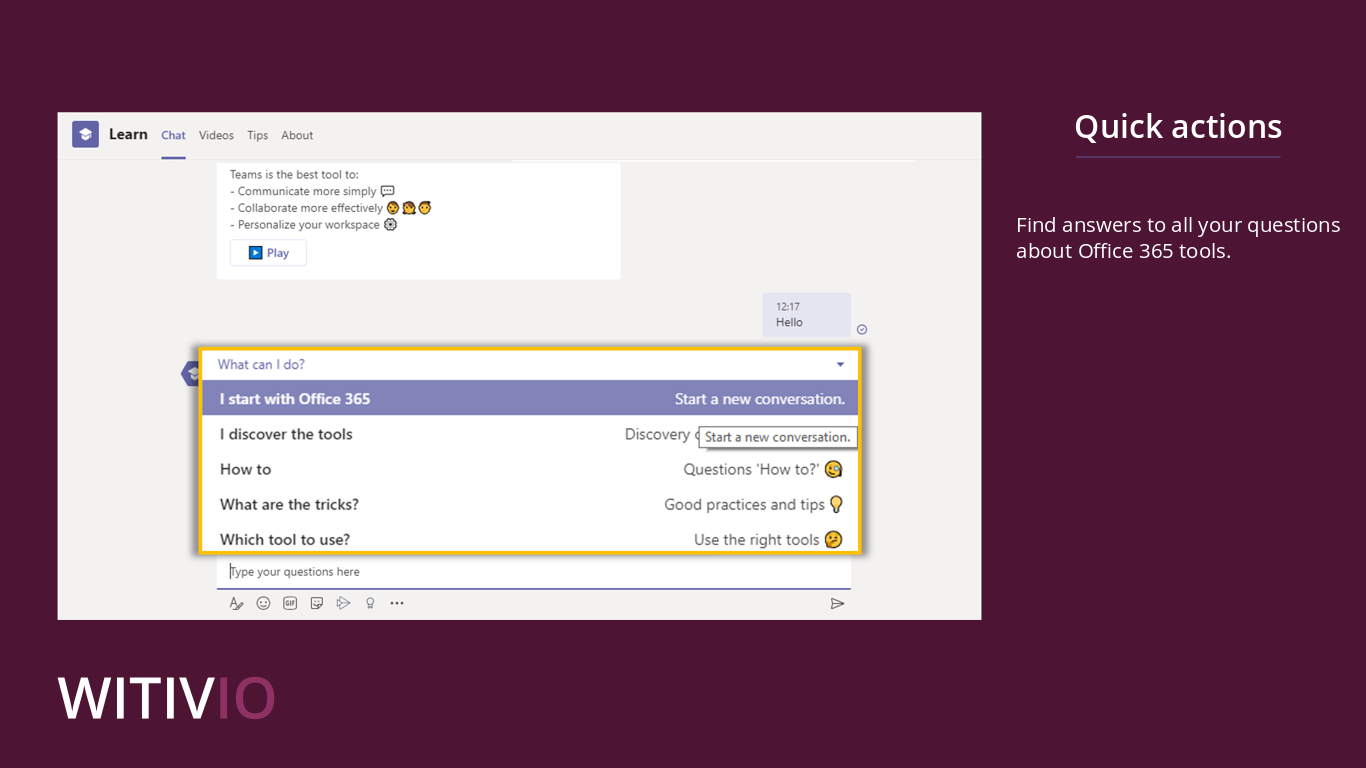 Learn Chat Videos Tips About
Teams is the best tool to:
- Communicate more simply 💬
- Collaborate more effectively
- Personalize your workspace
Play
12:17
Hello
What can I do?
I start with Office 365 Start a new conversation.
I discover the tools Discovery
Start a new conversation.
How to Questions 'How to?' 🧐
What are the tricks? Good practices and tips 💡
Which tool to use? Use the right tools 🤔
Type your questions here
GIF
Quick actions
Find answers to all your questions
about Office 365 tools.
WITIVIO